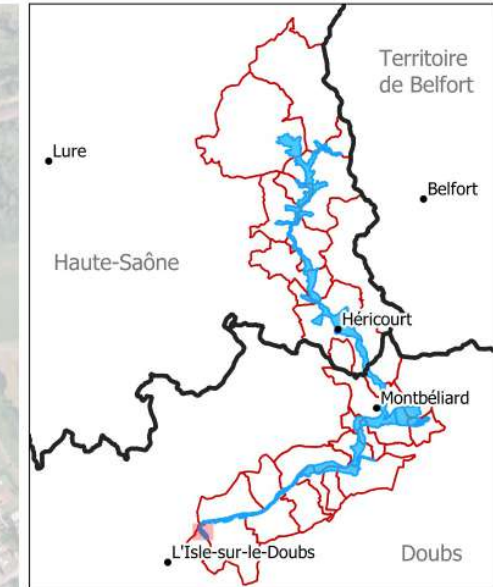 Territoire
de Belfort
Lure
Belfort
Haute-Saône
Héricourt
Montbéliard
L'Isle-sur-le-Doubs
Doubs